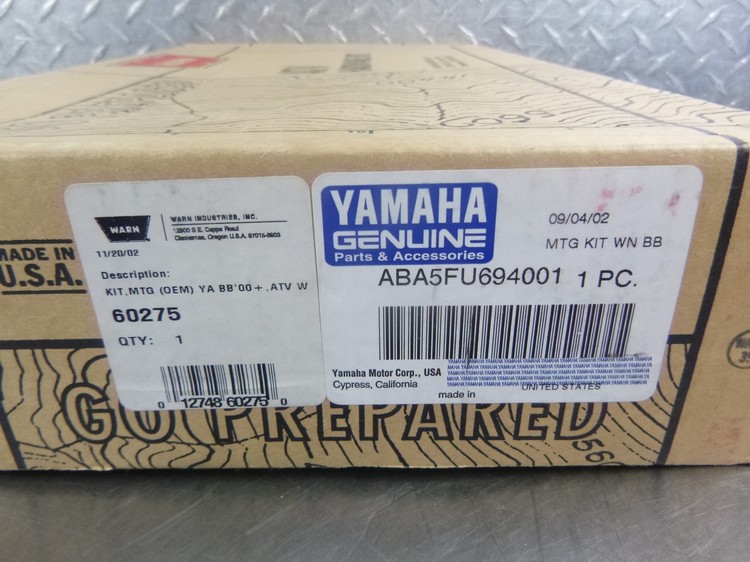 MADE IN
U.S.A.
WARN
WARN INDUSTRIES, INC.
12900 S.E. Capps Road
Clackamas, Oregon U.S.A. 97015-8903
11/20/02
Description:
KIT,MTG (OEM) YA BB'00+,ATV W
60275
QTY: 1
0 12748 60275 0
YAMAHA
GENUINE
Parts & Accessories
09/04/02
MTG KIT WN BB
ABA5FU694001 1 PC.
Yamaha Motor Corp., USA
Cypress, California
made in
UNITED STATES
GO PREPARED